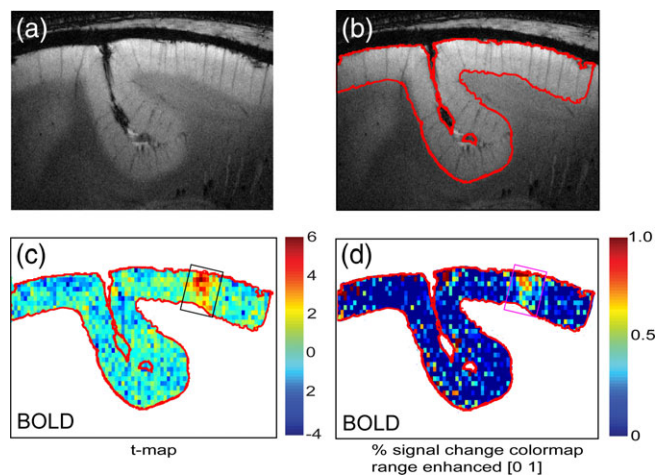 (a)
(b)
(c)
6
4
2
0
2
-4
BOLD
t-map
(d)
1.0
0.5
0
BOLD
% signal change colormap
range enhanced [0 1]